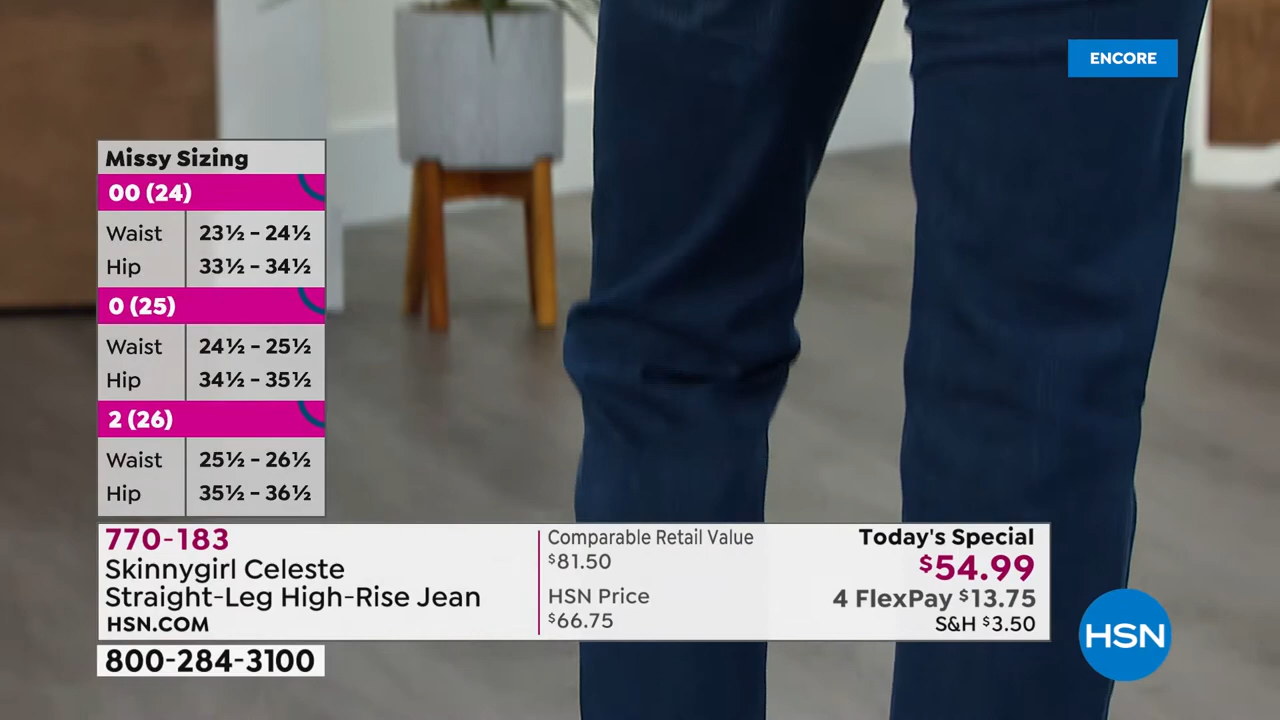 ENCORE
Missy Sizing
00 (24)
Waist 23½ - 24½
Hip 33½ - 34½
0 (25)
Waist 24½ - 25½
Hip 34½ - 35½
2 (26)
Waist 25½ - 26½
Hip 35½ - 36½
770-183
Skinnygirl Celeste
Straight-Leg High-Rise Jean
HSN.COM
Comparable Retail Value
$81.50
HSN Price
$66.75
Today's Special
$54.99
4 FlexPay $13.75
S&H $3.50
HSN
800-284-3100